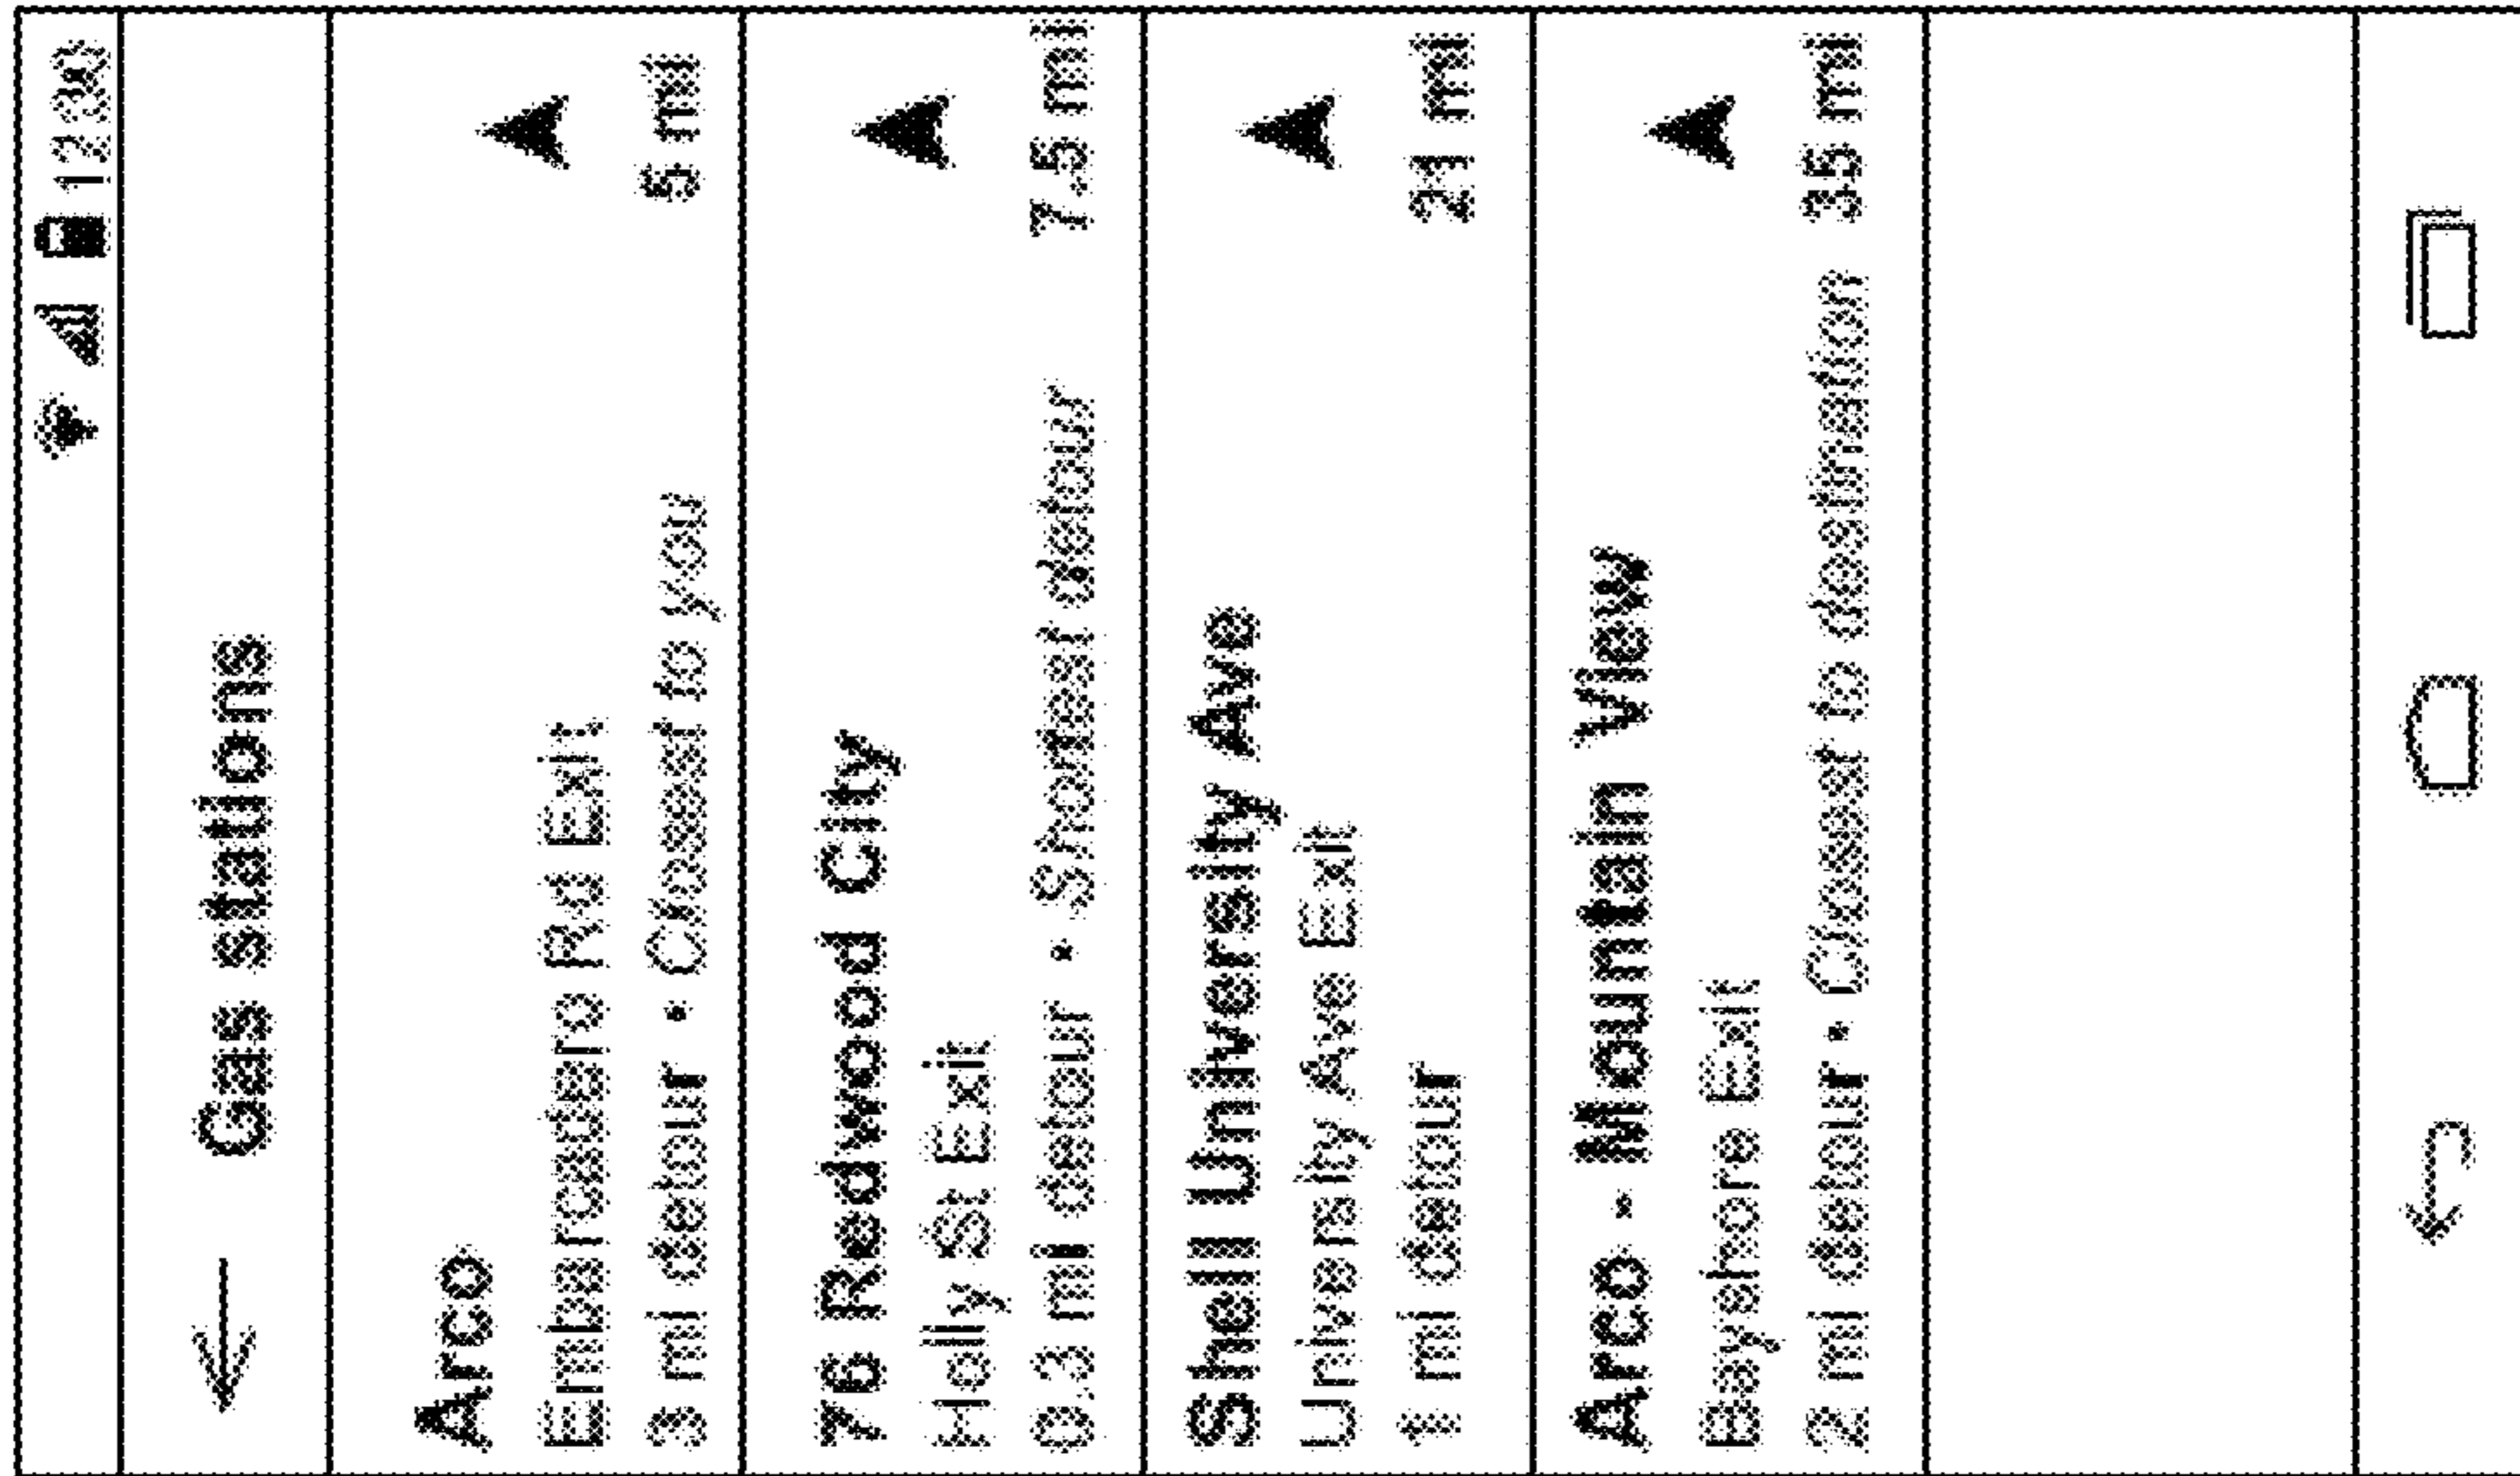 12:30
Gas stations
Arco
Embarcadero Rd Exit
3 mi detour • Closest to you
5 mi
76 Redwood City
Holly St Exit
0.3 mi detour • Shortest detour
7.5 mi
Shell University Ave
University Ave Exit
1 mi detour
21 mi
Arco - Mountain View
Bayshore Exit
2 mi detour • Closest to destination
35 mi